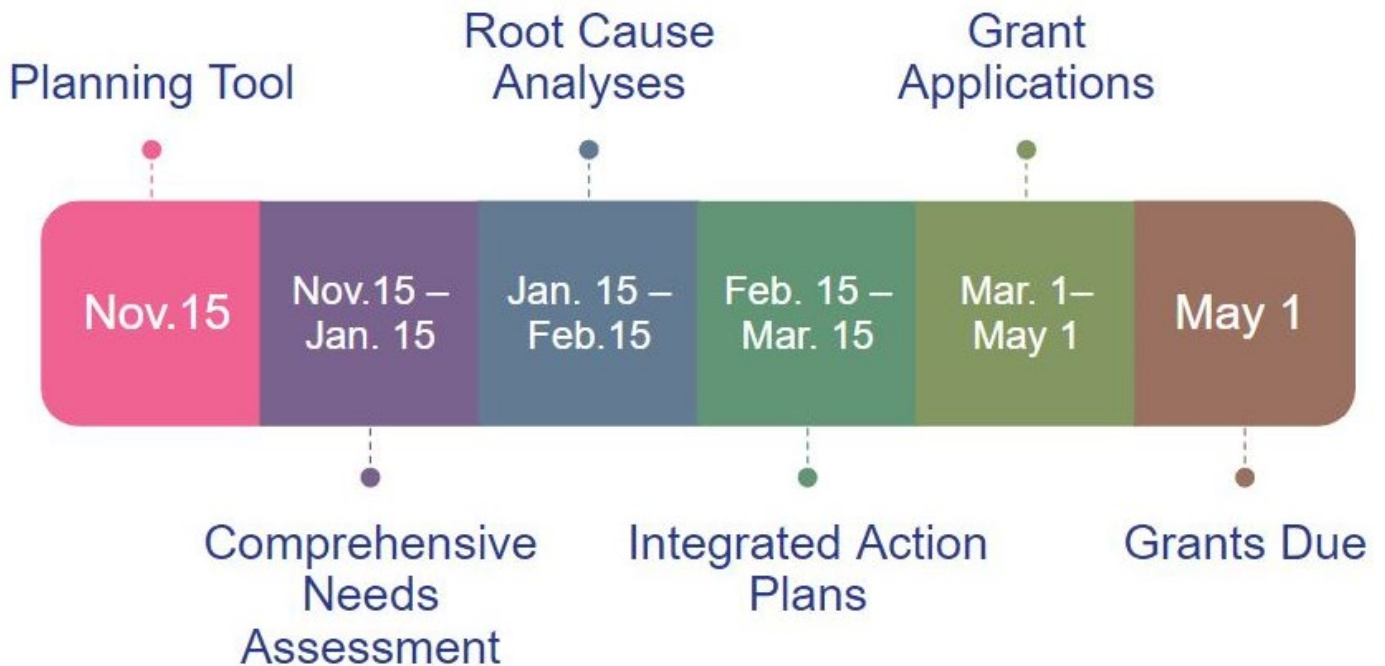 Planning Tool
Root Cause
Analyses
Grant
Applications
Nov.15
Nov.15 –
Jan. 15
Jan. 15 –
Feb.15
Feb. 15 –
Mar. 15
Mar. 1–
May 1
May 1
Comprehensive
Needs
Assessment
Integrated Action
Plans
Grants Due